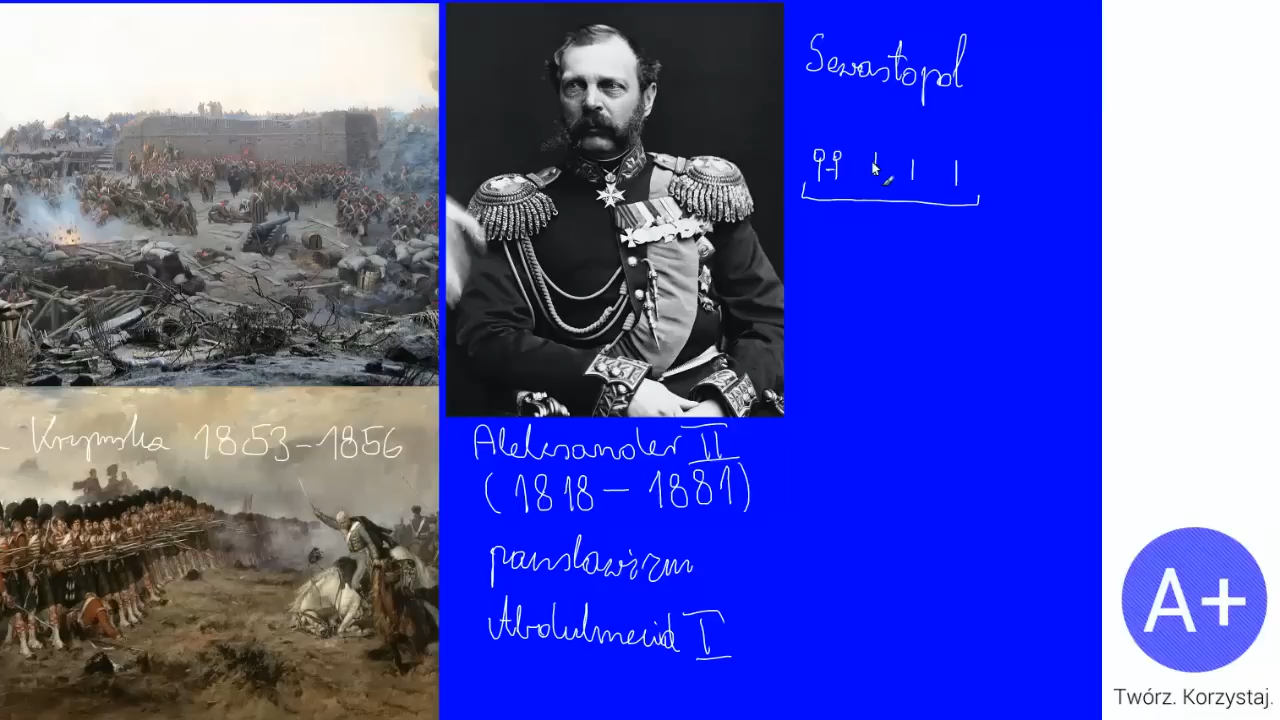 Krymska 1853-1856
Aleksander II
(1818 - 1881)
panslawizm
Abdulmecid I
Sewastopol
A+
Twórz. Korzystaj.